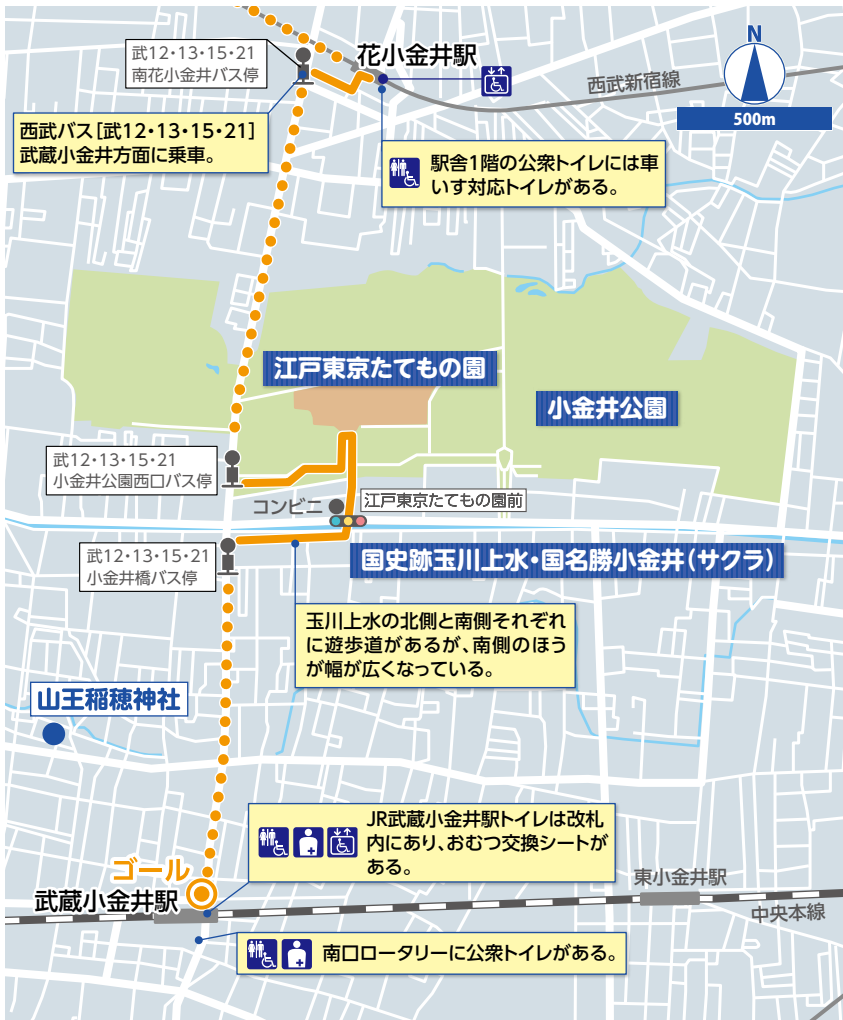 武12・13・15・21
南花小金井バス停
花小金井駅
西武新宿線
N
500m
西武バス[武12・13・15・21]
武蔵小金井方面に乗車。
駅舎1階の公衆トイレには車
いす対応トイレがある。
江戸東京たてもの園
小金井公園
武12・13・15・21
小金井公園西口バス停
コンビニ
江戸東京たてもの園前
武12・13・15・21
小金井橋バス停
国史跡玉川上水・国名勝小金井(サクラ)
玉川上水の北側と南側それぞれ
に遊歩道があるが、南側のほう
が幅が広くなっている。
山王稲穂神社
JR武蔵小金井駅トイレは改札
内にあり、おむつ交換シートが
ある。
ゴール
武蔵小金井駅
東小金井駅
中央本線
南口ロータリーに公衆トイレがある。